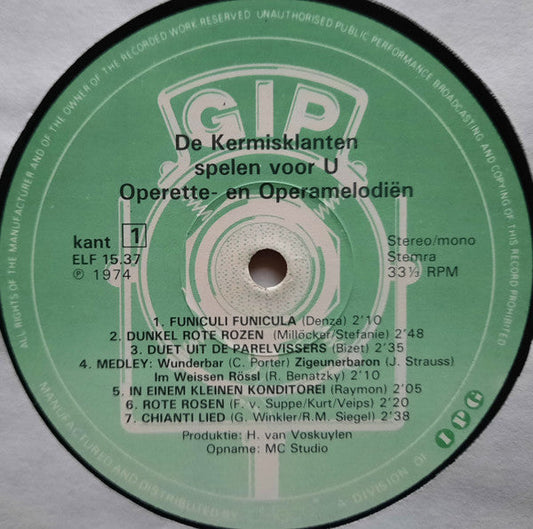 ALL RIGHTS OF THE MANUFACTURER AND OF THE OWNER OF THE RECORDED WORK RESERVED UNAUTHORISED PUBLIC PERFORMANCE BROADCASTING AND COPYING OF THIS RECORD PROHIBITED
GIP
De Kermisklanten
spelen voor U
Operette- en Operamelodiën
kant 1
ELF 15.37
℗ 1974
Stereo/mono
Stemra
33⅓ RPM
1. FUNICULI FUNICULA (Denza) 2'10
2. DUNKEL ROTE ROZEN (Millöcker/Stefanie) 2'48
3. DUET UIT DE PARELVISSERS (Bizet) 2'35
4. MEDLEY: Wunderbar (C. Porter) Zigeunerbaron (J. Strauss)
Im Weissen Rössl (R. Benatzky) 2'10
5. IN EINEM KLEINEN KONDITOREI (Raymon) 2'05
6. ROTE ROSEN (F. v. Suppe/Kurt/Veips) 2'20
7. CHIANTI LIED (G. Winkler/R.M. Siegel) 2'38
Produktie: H. van Voskuylen
Opname: MC Studio
MANUFACTURED AND DISTRIBUTED BY
A DIVISION OF
IPG